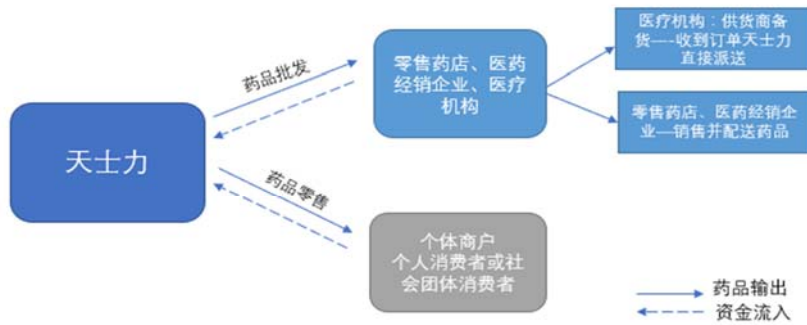 天士力
药品批发
药品零售
零售药店、医药
经销企业、医疗
机构
医疗机构：供货商备
货----收到订单天士力
直接派送
零售药店、医药经销企
业—销售并配送药品
个体商户
个人消费者或社
会团体消费者
药品输出
资金流入